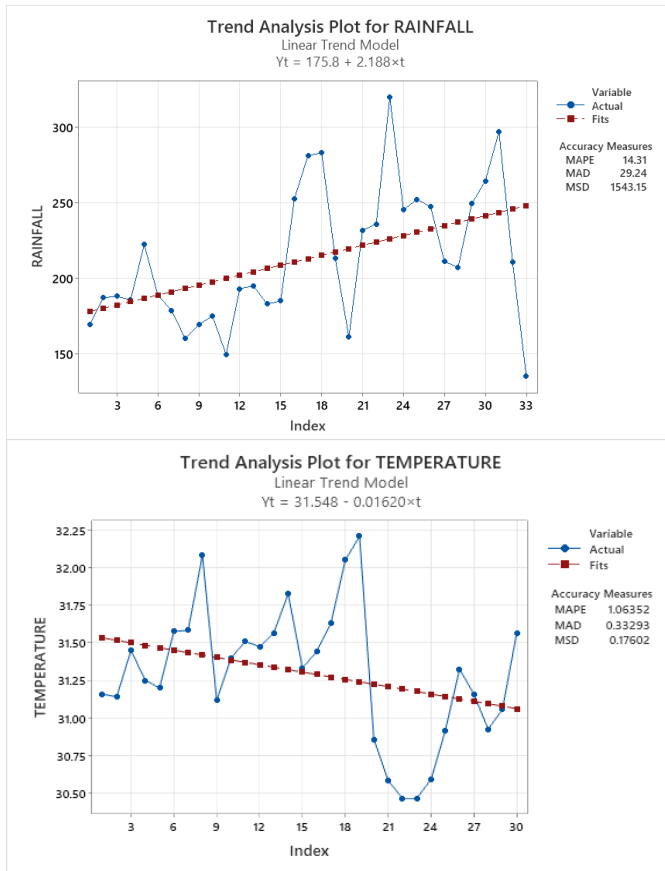 Trend Analysis Plot for RAINFALL
Linear Trend Model
Yt = 175.8 + 2.188×t
Variable
Actual
Fits
Accuracy Measures
MAPE 14.31
MAD 29.24
MSD 1543.15
RAINFALL
300
250
200
150
3 6 9 12 15 18 21 24 27 30 33
Index
Trend Analysis Plot for TEMPERATURE
Linear Trend Model
Yt = 31.548 - 0.01620×t
Variable
Actual
Fits
Accuracy Measures
MAPE 1.06352
MAD 0.33293
MSD 0.17602
TEMPERATURE
32.25
32.00
31.75
31.50
31.25
31.00
30.75
30.50
3 6 9 12 15 18 21 24 27 30
Index